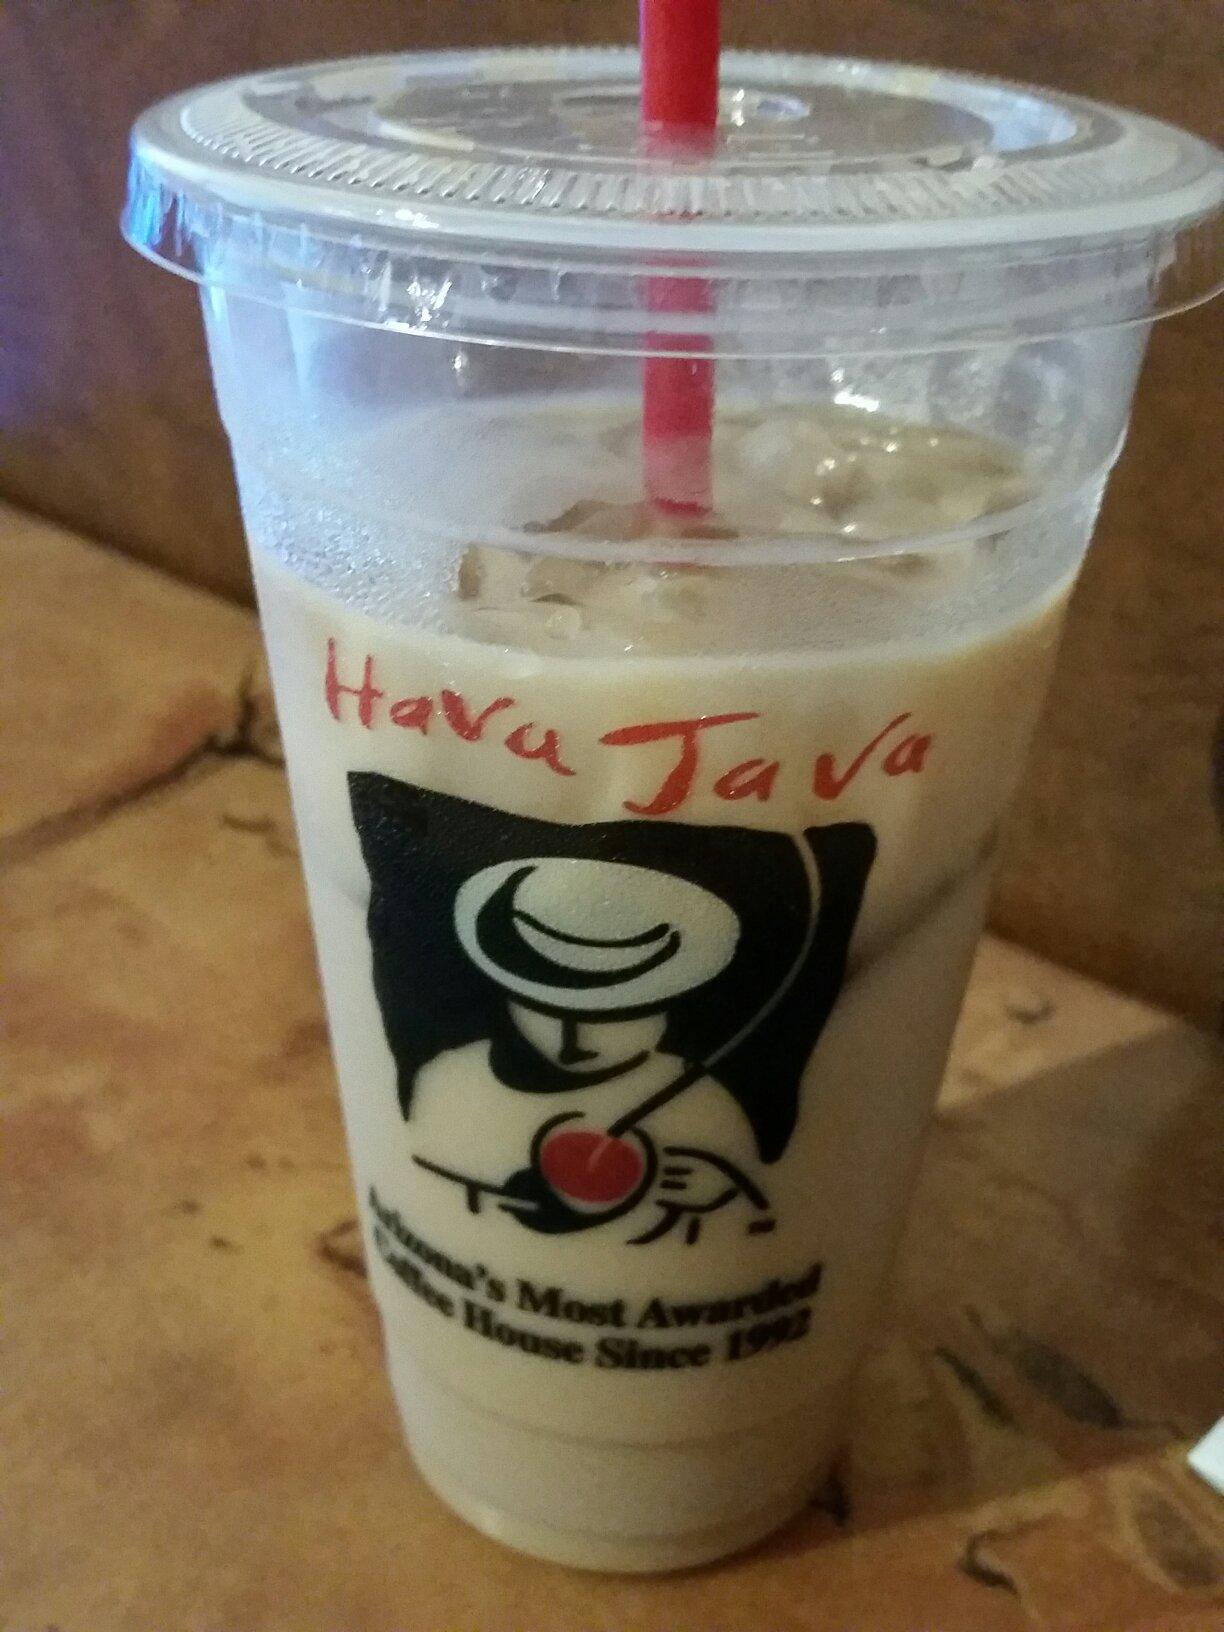 Hava Java
Arizona's Most Awarded
Coffee House Since 1992